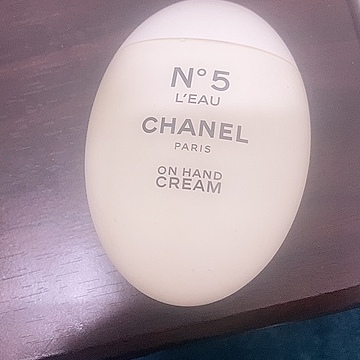 N°5
L'EAU
CHANEL
PARIS
ON HAND
CREAM